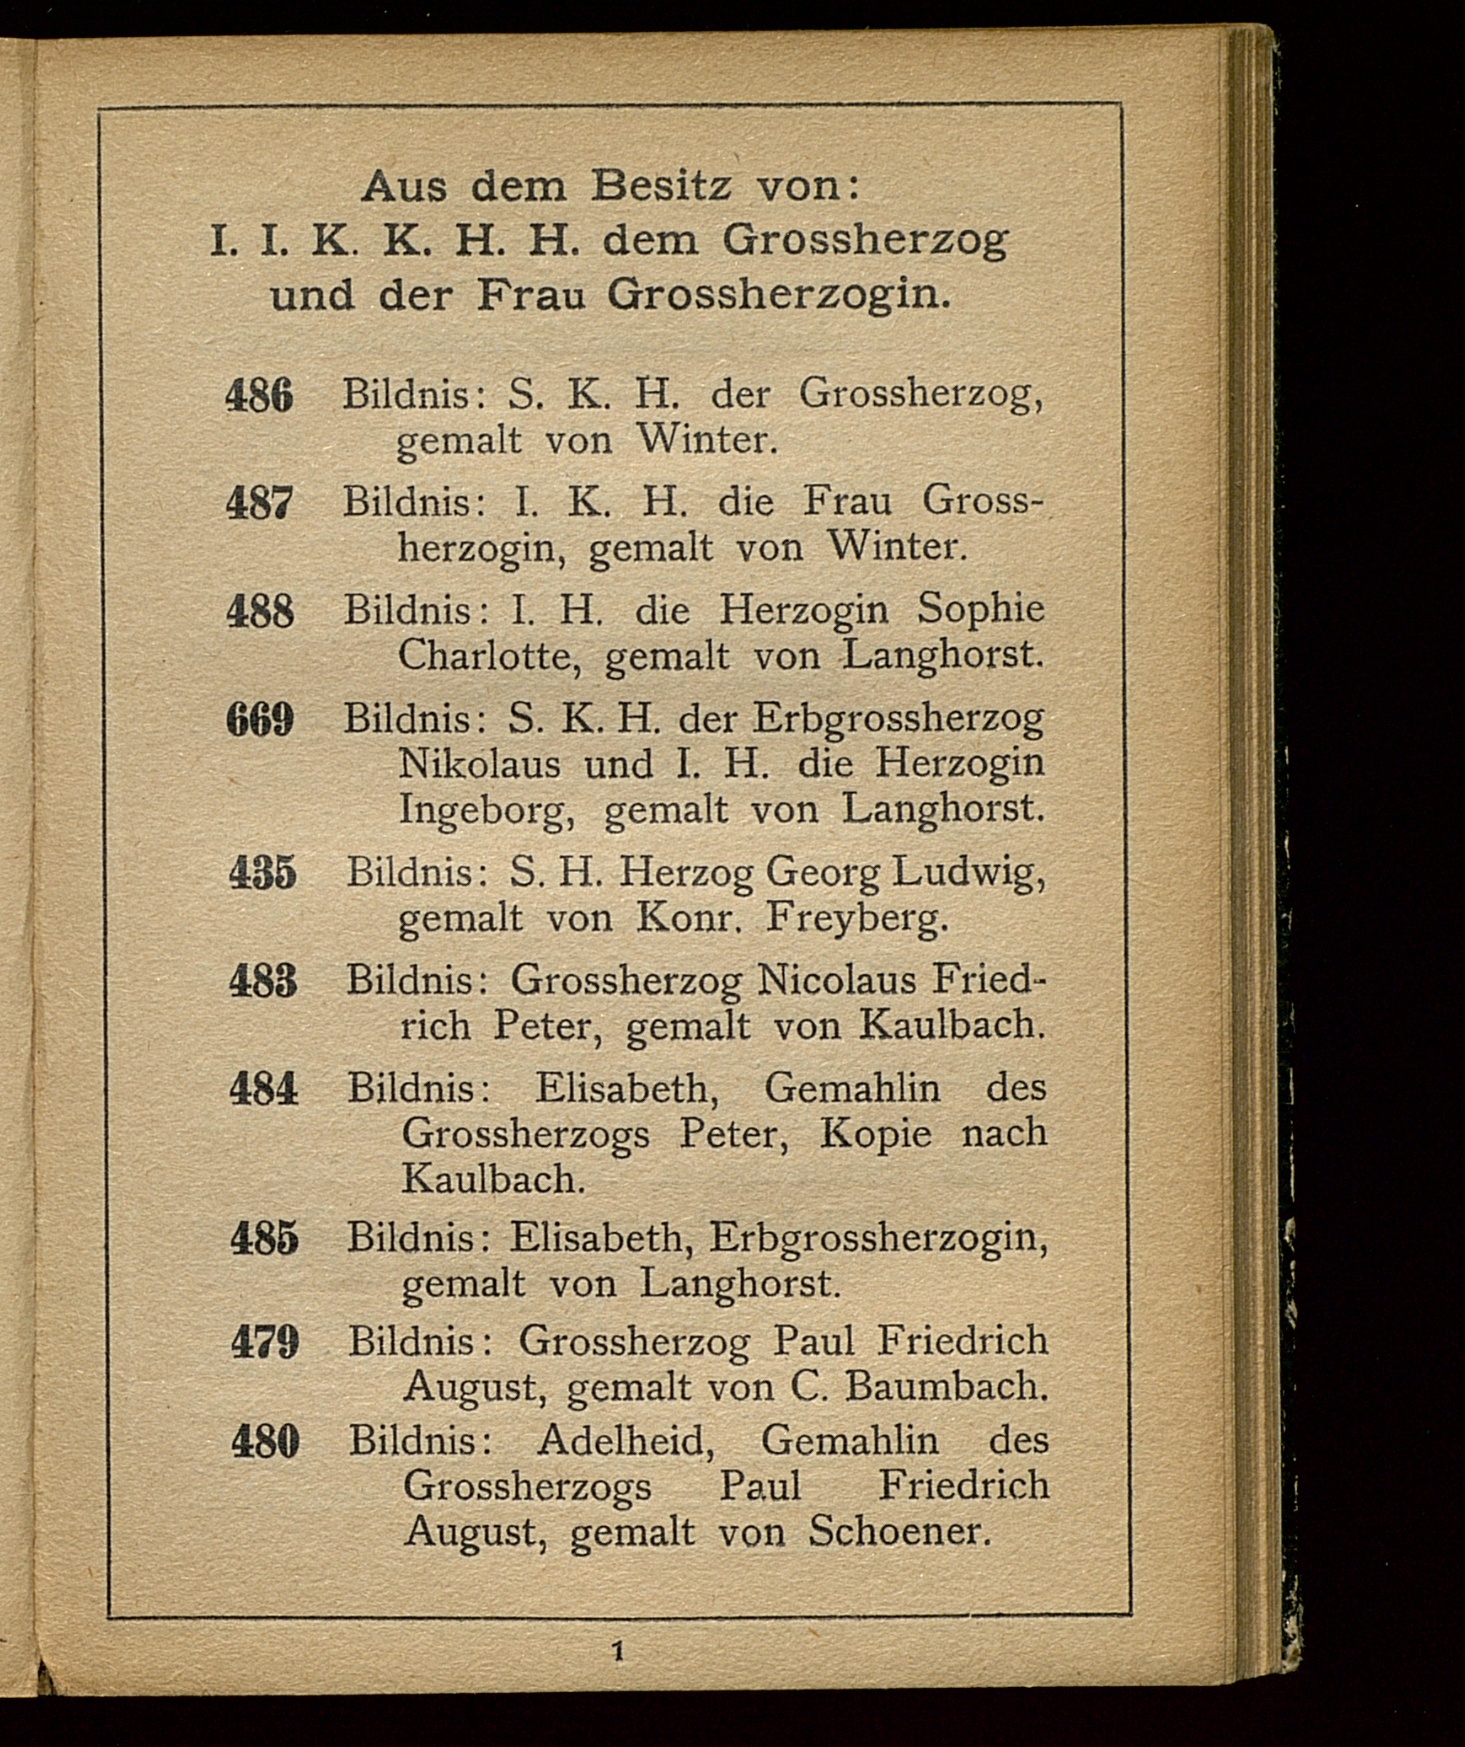 Aus dem Besitz von:
I. I. K. K. H. H. dem Grossherzog
und der Frau Grossherzogin.
486 Bildnis: S. K. H. der Grossherzog,
gemalt von Winter.
487 Bildnis: I. K. H. die Frau Gross-
herzogin, gemalt von Winter.
488 Bildnis: I. H. die Herzogin Sophie
Charlotte, gemalt von Langhorst.
669 Bildnis: S. K. H. der Erbgrossherzog
Nikolaus und I. H. die Herzogin
Ingeborg, gemalt von Langhorst.
435 Bildnis: S. H. Herzog Georg Ludwig,
gemalt von Konr. Freyberg.
483 Bildnis: Grossherzog Nicolaus Fried-
rich Peter, gemalt von Kaulbach.
484 Bildnis: Elisabeth, Gemahlin des
Grossherzogs Peter, Kopie nach
Kaulbach.
485 Bildnis: Elisabeth, Erbgrossherzogin,
gemalt von Langhorst.
479 Bildnis: Grossherzog Paul Friedrich
August, gemalt von C. Baumbach.
480 Bildnis: Adelheid, Gemahlin des
Grossherzogs Paul Friedrich
August, gemalt von Schoener.
1